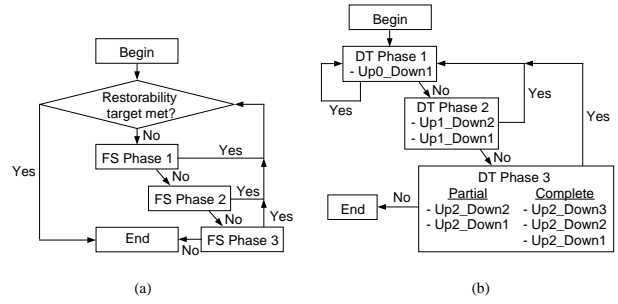 Begin
Restorability
target met?
No
Yes
FS Phase 1
Yes
No
FS Phase 2
Yes
No
Yes
FS Phase 3
No
End
(a)
Begin
DT Phase 1
- Up0_Down1
Yes
No
DT Phase 2
- Up1_Down2
- Up1_Down1
Yes
No
DT Phase 3
Partial
- Up2_Down2
- Up2_Down1
Complete
- Up2_Down3
- Up2_Down2
- Up2_Down1
No
End
(b)